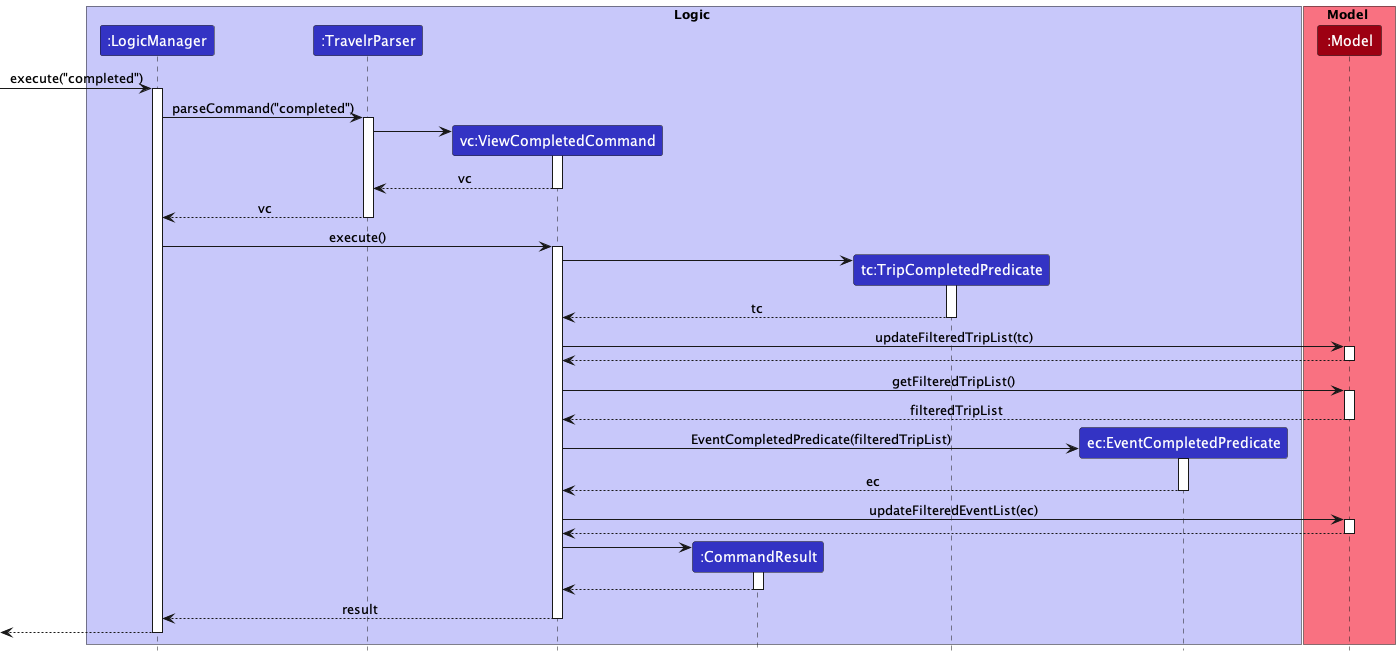 Logic
Model
:LogicManager
:TravelrParser
:Model
execute("completed")
parseCommand("completed")
vc:ViewCompletedCommand
vc
vc
execute()
tc:TripCompletedPredicate
tc
updateFilteredTripList(tc)
getFilteredTripList()
filteredTripList
EventCompletedPredicate(filteredTripList)
ec:EventCompletedPredicate
ec
updateFilteredEventList(ec)
:CommandResult
result